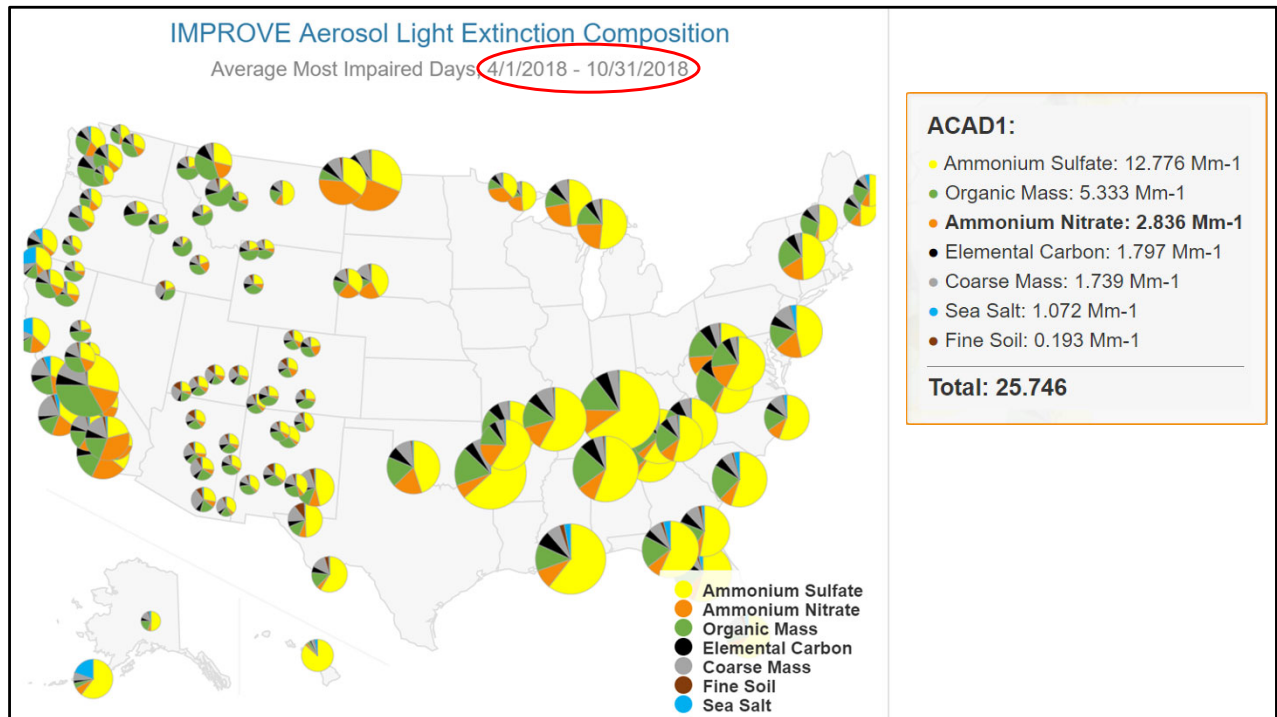 IMPROVE Aerosol Light Extinction Composition
Average Most Impaired Days, 4/1/2018 - 10/31/2018
ACAD1:
Ammonium Sulfate: 12.776 Mm-1
Organic Mass: 5.333 Mm-1
Ammonium Nitrate: 2.836 Mm-1
Elemental Carbon: 1.797 Mm-1
Coarse Mass: 1.739 Mm-1
Sea Salt: 1.072 Mm-1
Fine Soil: 0.193 Mm-1
Total: 25.746
Ammonium Sulfate
Ammonium Nitrate
Organic Mass
Elemental Carbon
Coarse Mass
Fine Soil
Sea Salt